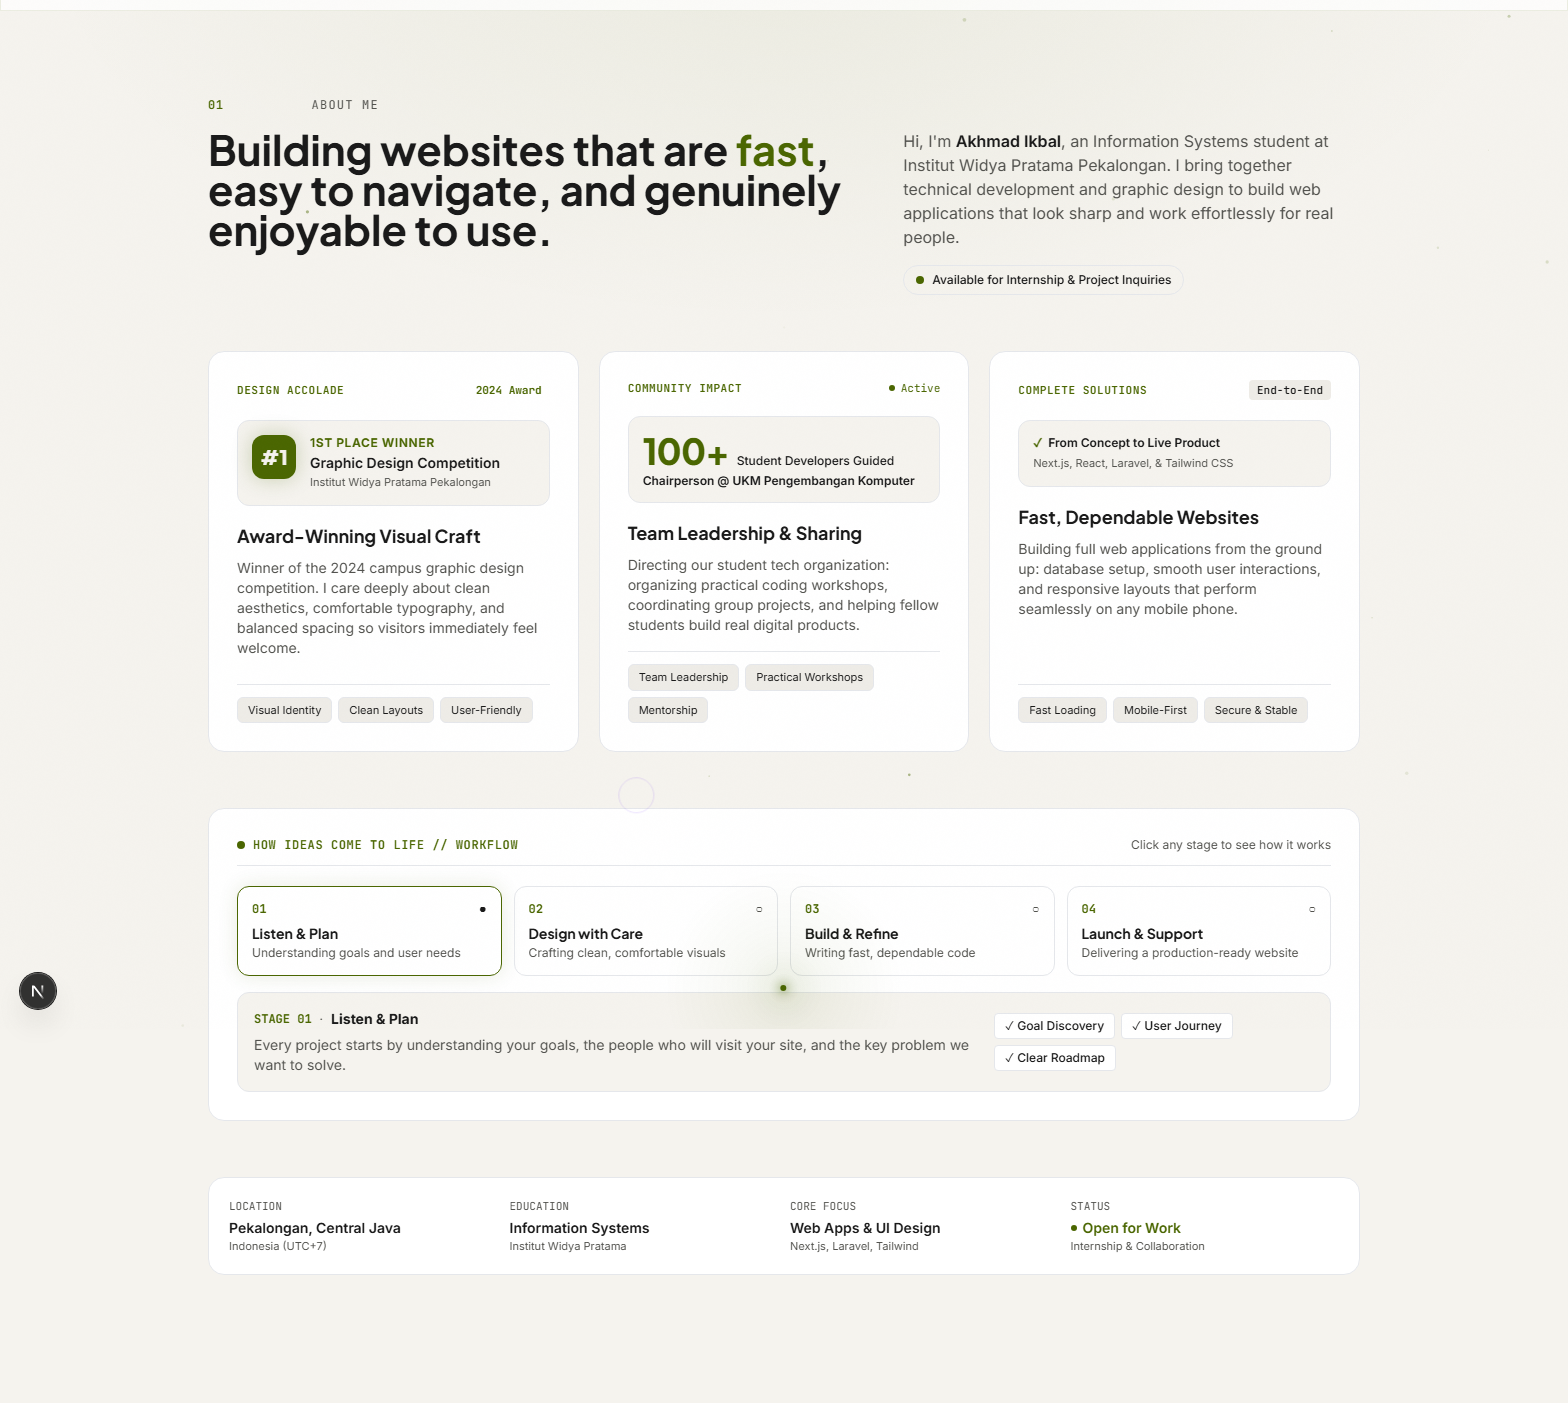 01 ABOUT ME
Building websites that are fast,
easy to navigate, and genuinely
enjoyable to use.
Hi, I'm Akhmad Ikbal, an Information Systems student at
Institut Widya Pratama Pekalongan. I bring together
technical development and graphic design to build web
applications that look sharp and work effortlessly for real
people.
Available for Internship & Project Inquiries
DESIGN ACCOLADE 2024 Award
#1
1ST PLACE WINNER
Graphic Design Competition
Institut Widya Pratama Pekalongan
Award-Winning Visual Craft
Winner of the 2024 campus graphic design
competition. I care deeply about clean
aesthetics, comfortable typography, and
balanced spacing so visitors immediately feel
welcome.
Visual Identity Clean Layouts User-Friendly
COMMUNITY IMPACT Active
100+ Student Developers Guided
Chairperson @ UKM Pengembangan Komputer
Team Leadership & Sharing
Directing our student tech organization:
organizing practical coding workshops,
coordinating group projects, and helping fellow
students build real digital products.
Team Leadership Practical Workshops
Mentorship
COMPLETE SOLUTIONS End-to-End
✓ From Concept to Live Product
Next.js, React, Laravel, & Tailwind CSS
Fast, Dependable Websites
Building full web applications from the ground
up: database setup, smooth user interactions,
and responsive layouts that perform
seamlessly on any mobile phone.
Fast Loading Mobile-First Secure & Stable
HOW IDEAS COME TO LIFE // WORKFLOW Click any stage to see how it works
01
Listen & Plan
Understanding goals and user needs
02
Design with Care
Crafting clean, comfortable visuals
03
Build & Refine
Writing fast, dependable code
04
Launch & Support
Delivering a production-ready website
N
STAGE 01 · Listen & Plan
Every project starts by understanding your goals, the people who will visit your site, and the key problem we
want to solve.
✓ Goal Discovery ✓ User Journey
✓ Clear Roadmap
LOCATION
Pekalongan, Central Java
Indonesia (UTC+7)
EDUCATION
Information Systems
Institut Widya Pratama
CORE FOCUS
Web Apps & UI Design
Next.js, Laravel, Tailwind
STATUS
Open for Work
Internship & Collaboration